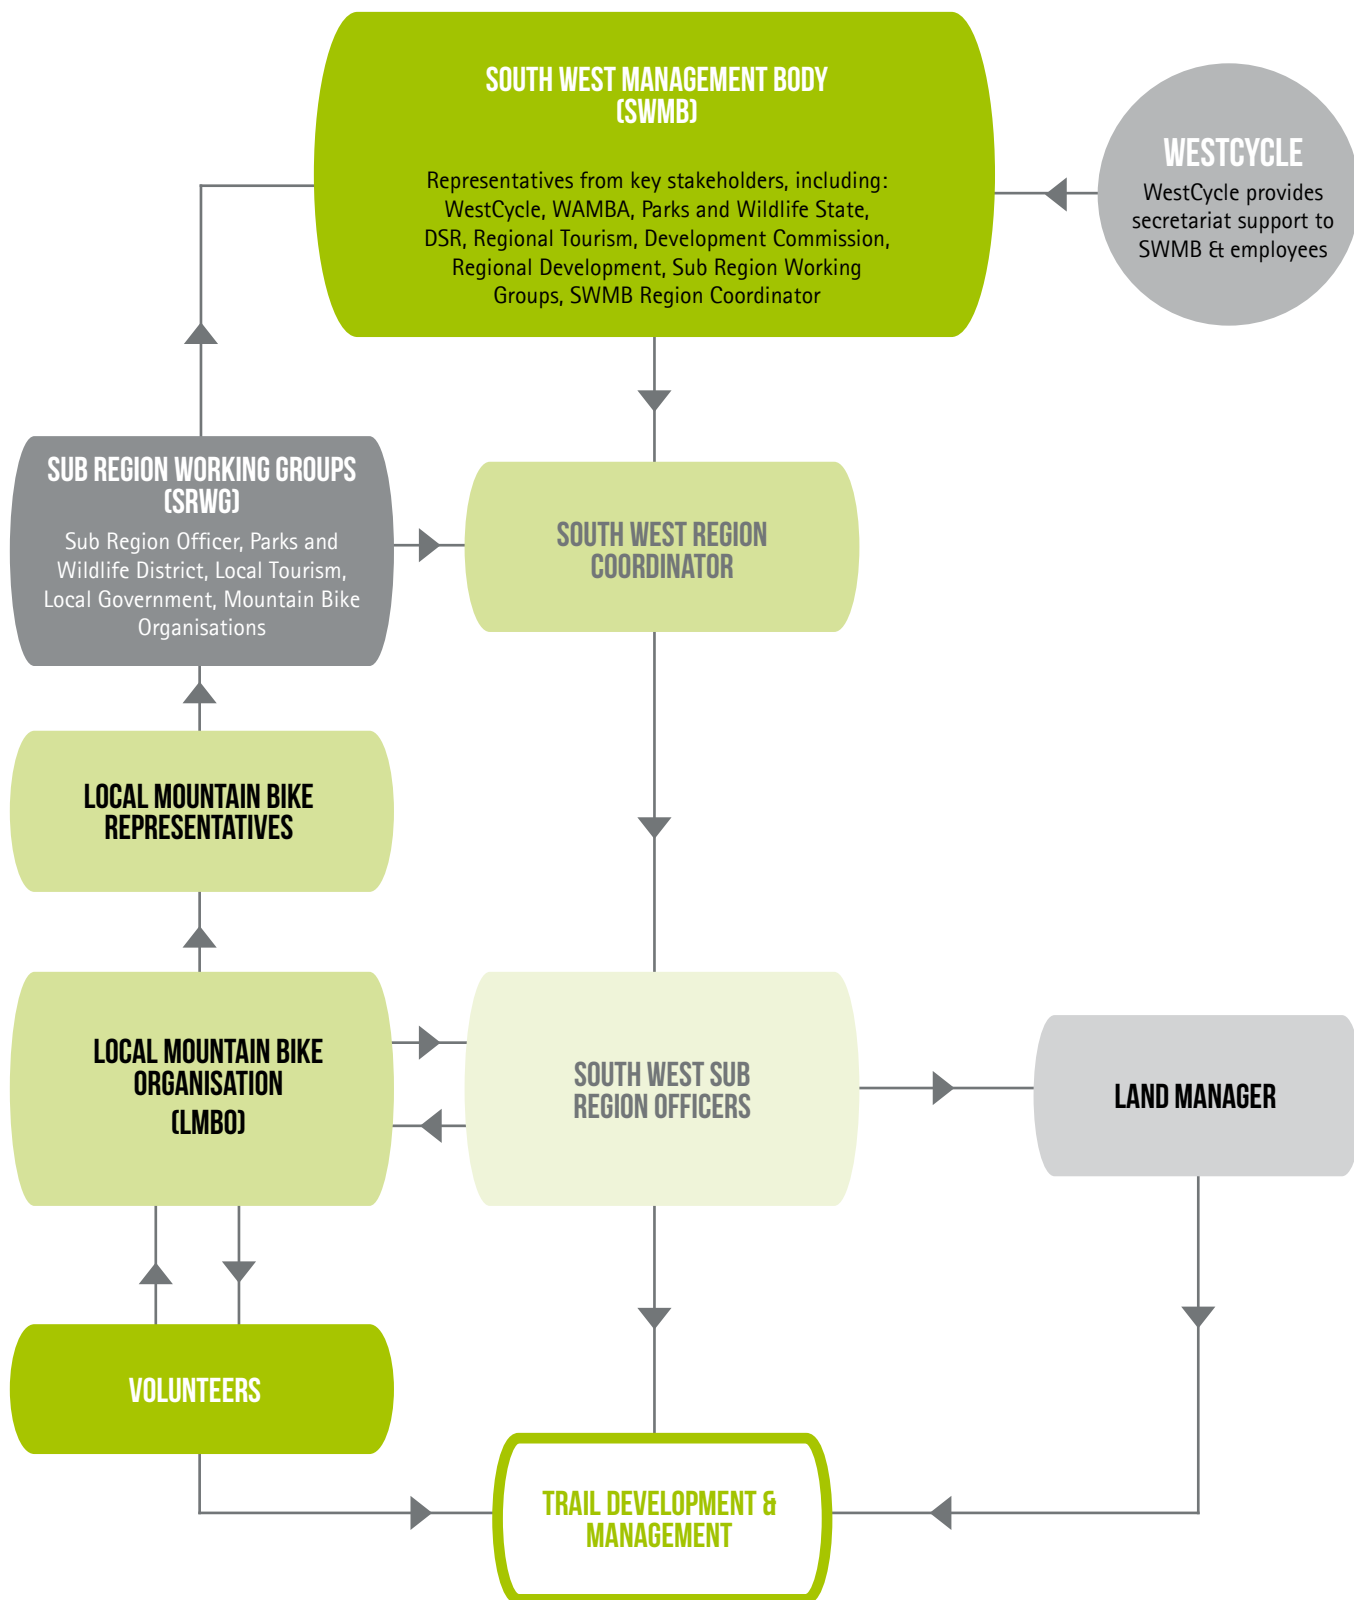 SOUTH WEST MANAGEMENT BODY
(SWMB)
Representatives from key stakeholders, including:
WestCycle, WAMBA, Parks and Wildlife State,
DSR, Regional Tourism, Development Commission,
Regional Development, Sub Region Working
Groups, SWMB Region Coordinator
WESTCYCLE
WestCycle provides
secretariat support to
SWMB & employees
SUB REGION WORKING GROUPS
(SRWG)
Sub Region Officer, Parks and
Wildlife District, Local Tourism,
Local Government, Mountain Bike
Organisations
SOUTH WEST REGION
COORDINATOR
LOCAL MOUNTAIN BIKE
REPRESENTATIVES
LOCAL MOUNTAIN BIKE
ORGANISATION
(LMBO)
SOUTH WEST SUB
REGION OFFICERS
LAND MANAGER
VOLUNTEERS
TRAIL DEVELOPMENT &
MANAGEMENT